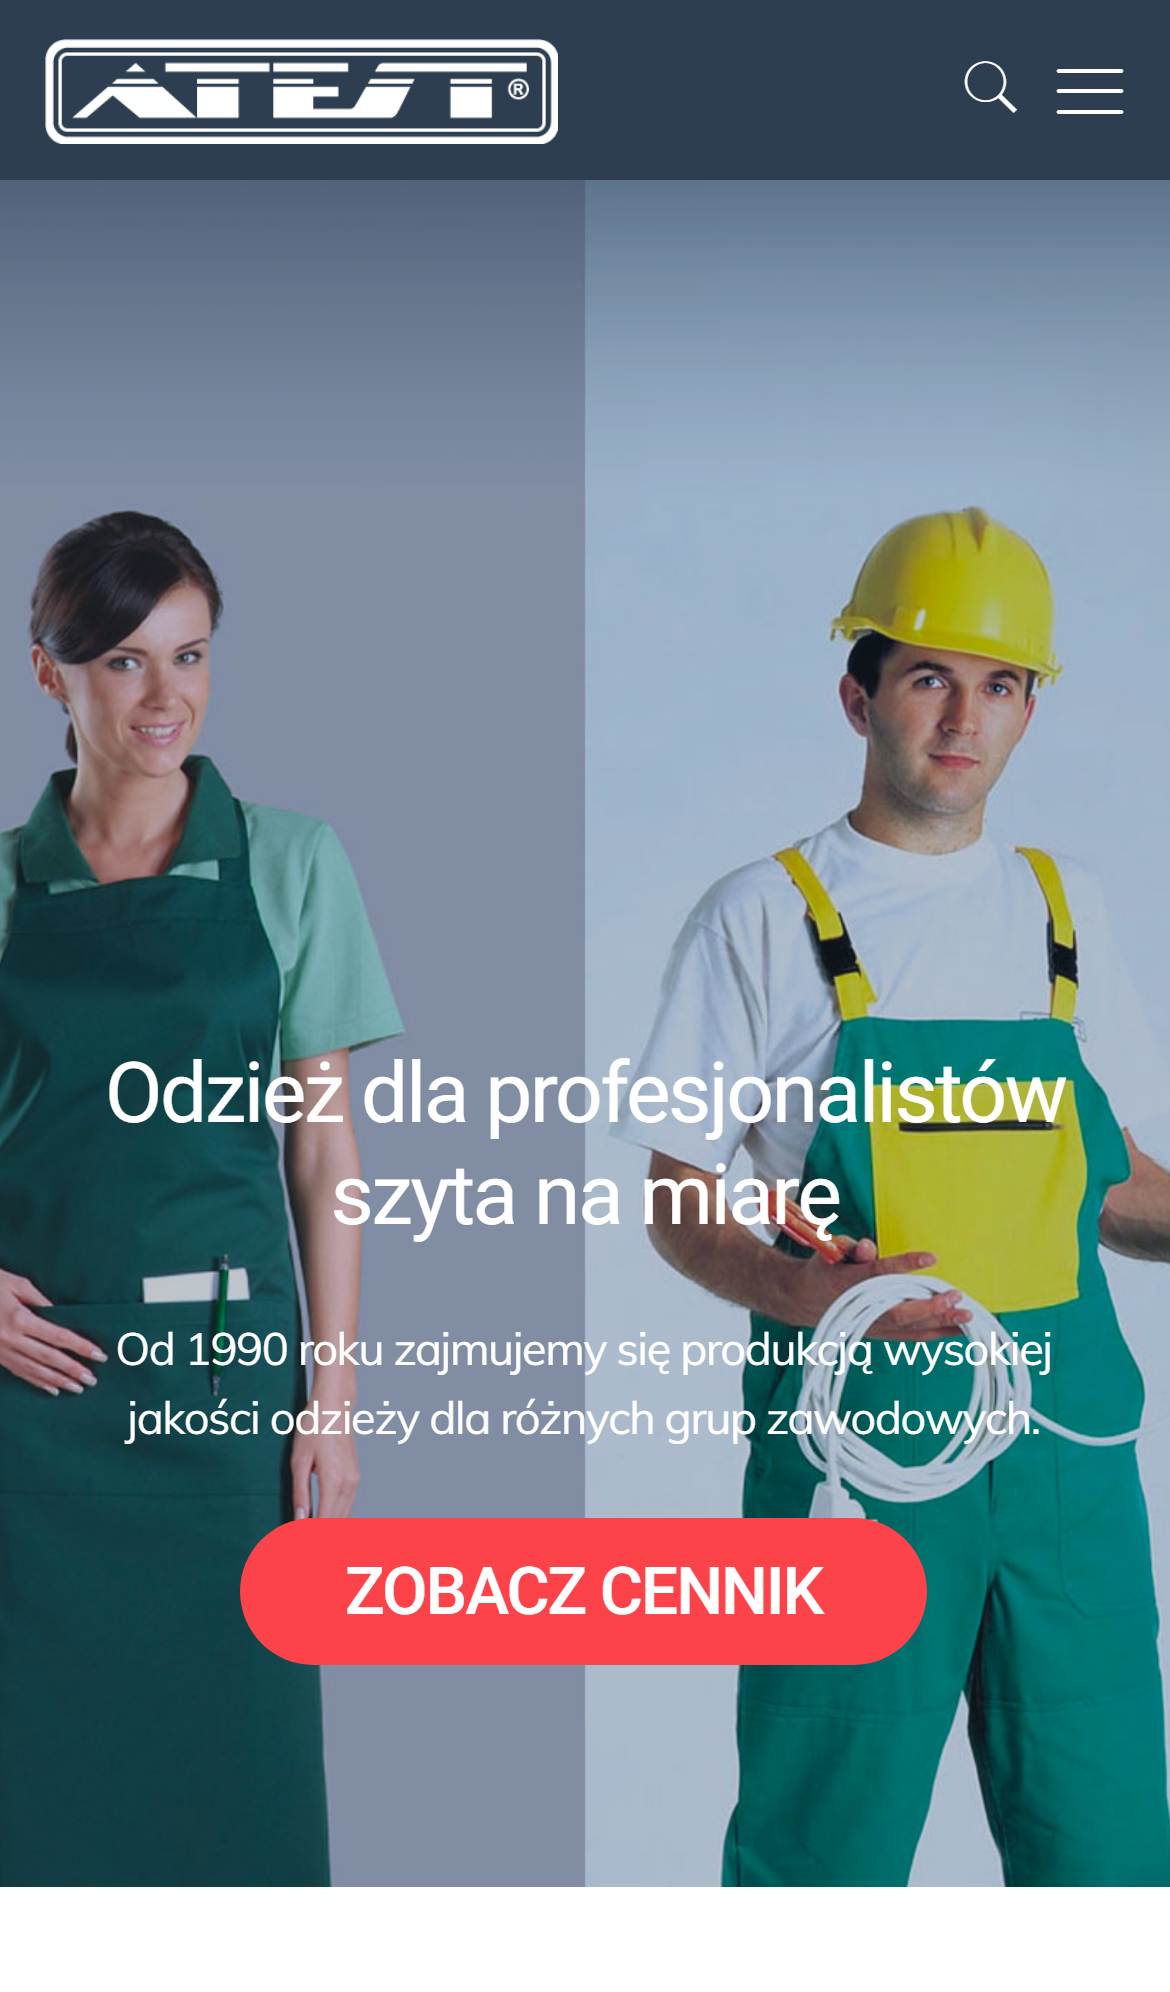 ATEST®
Odzież dla profesjonalistów
szyta na miarę
Od 1990 roku zajmujemy się produkcją wysokiej
jakości odzieży dla różnych grup zawodowych.
ZOBACZ CENNIK